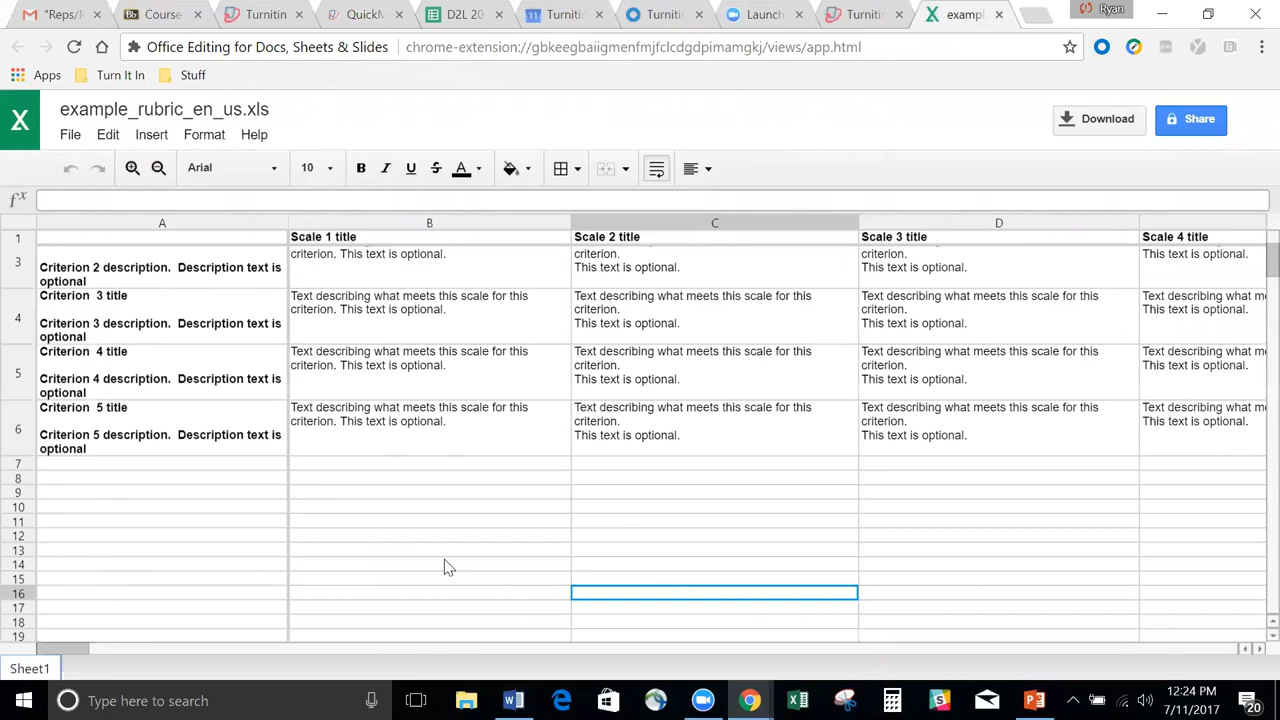 "Reps/M
Course
Turnitin
QuickM
D2L 20
Turnitin
Turnitin
Launch
Turnitin
exampl
Ryan
Office Editing for Docs, Sheets & Slides
chrome-extension://gbkeegbaiigmenfmjfclcdgdpimamgkj/views/app.html
Apps
Turn It In
Stuff
example_rubric_en_us.xls
File Edit Insert Format Help
Download
Share
Arial
10
B I U S A
A B C D
1 Scale 1 title Scale 2 title Scale 3 title Scale 4 title
3
criterion. This text is optional.
criterion.
This text is optional.
criterion.
This text is optional.
This text is optional.
Criterion 2 description. Description text is
optional
4
Criterion 3 title
Criterion 3 description. Description text is
optional
Text describing what meets this scale for this
criterion. This text is optional.
Text describing what meets this scale for this
criterion.
This text is optional.
Text describing what meets this scale for this
criterion.
This text is optional.
Text describing what m
This text is optional.
5
Criterion 4 title
Criterion 4 description. Description text is
optional
Text describing what meets this scale for this
criterion. This text is optional.
Text describing what meets this scale for this
criterion.
This text is optional.
Text describing what meets this scale for this
criterion.
This text is optional.
Text describing what m
This text is optional.
6
Criterion 5 title
Criterion 5 description. Description text is
optional
Text describing what meets this scale for this
criterion. This text is optional.
Text describing what meets this scale for this
criterion.
This text is optional.
Text describing what meets this scale for this
criterion.
This text is optional.
Text describing what m
This text is optional.
7
8
9
10
11
12
13
14
15
16
17
18
19
Sheet1
Type here to search
12:24 PM
7/11/2017
20